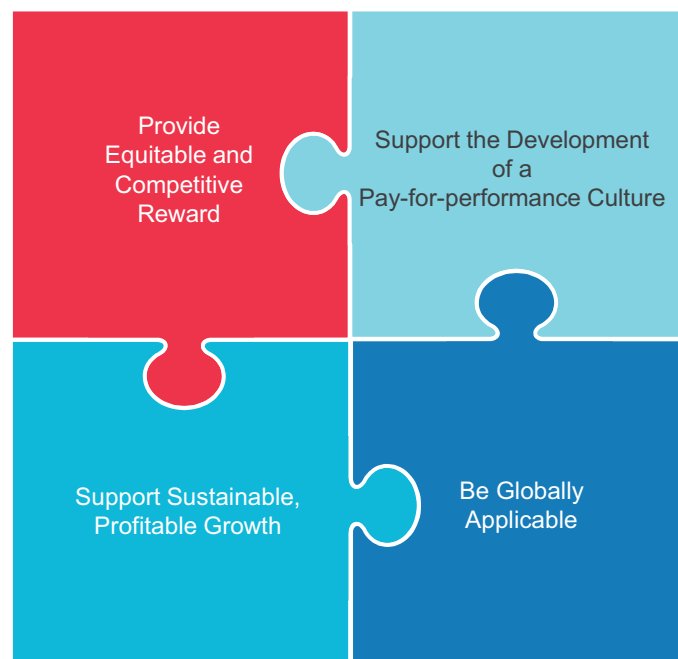 Provide
Equitable and
Competitive
Reward
Support the Development
of a
Pay-for-performance Culture
Support Sustainable,
Profitable Growth
Be Globally
Applicable